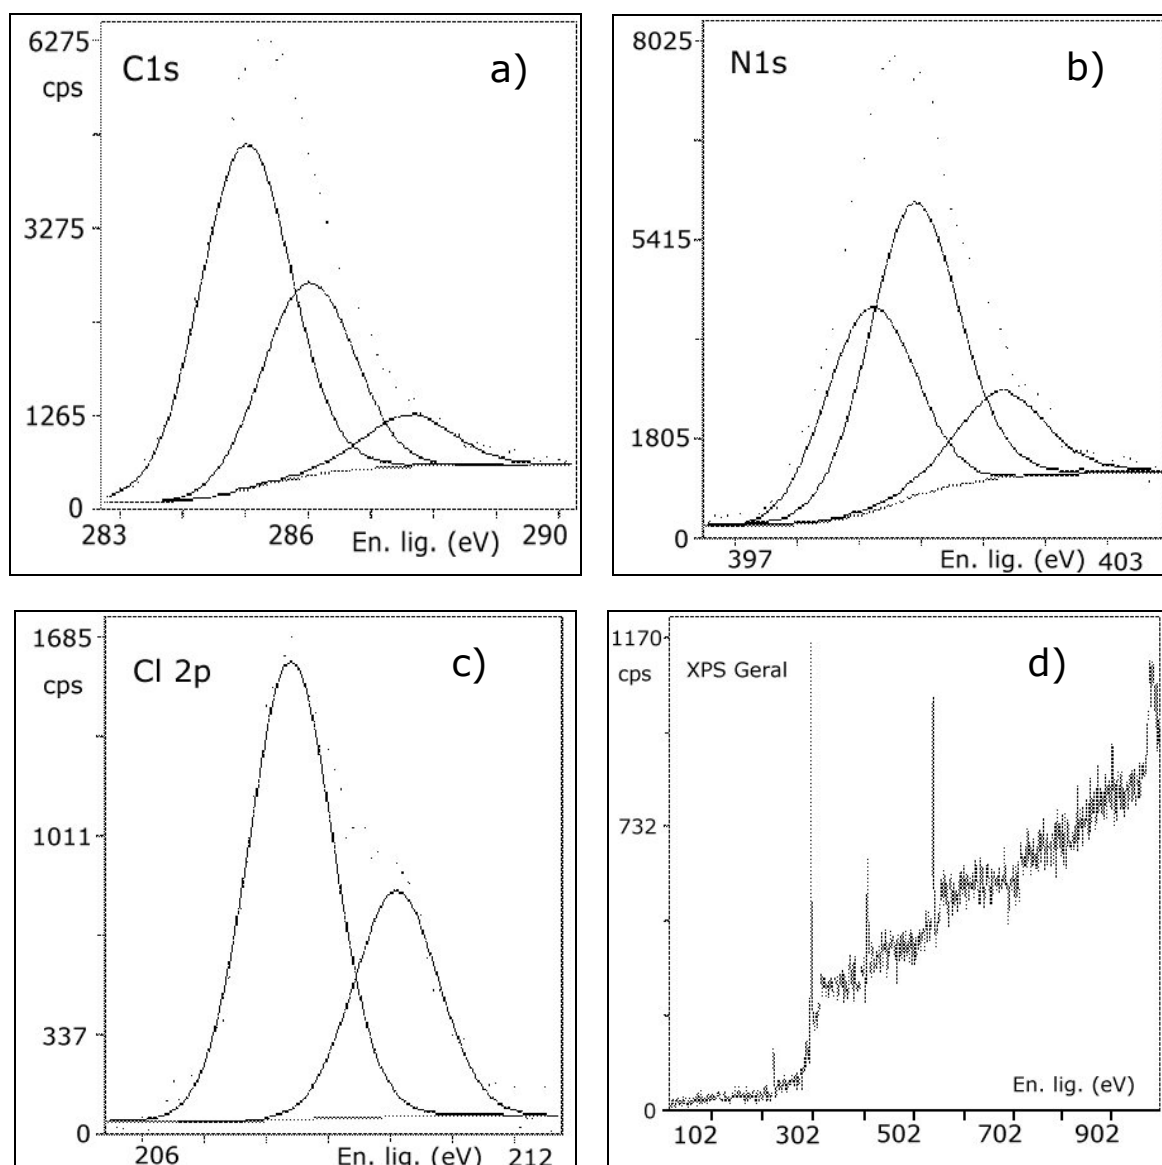 6275
cps
C1s
a)
3275
1265
0
283
286
En. lig. (eV)
290
8025
N1s
b)
5415
1805
0
397
En. lig. (eV)
403
1685
cps
Cl 2p
c)
1011
337
0
206
En. lig. (eV)
212
1170
cps
XPS Geral
d)
732
En. lig. (eV)
0
102
302
502
702
902